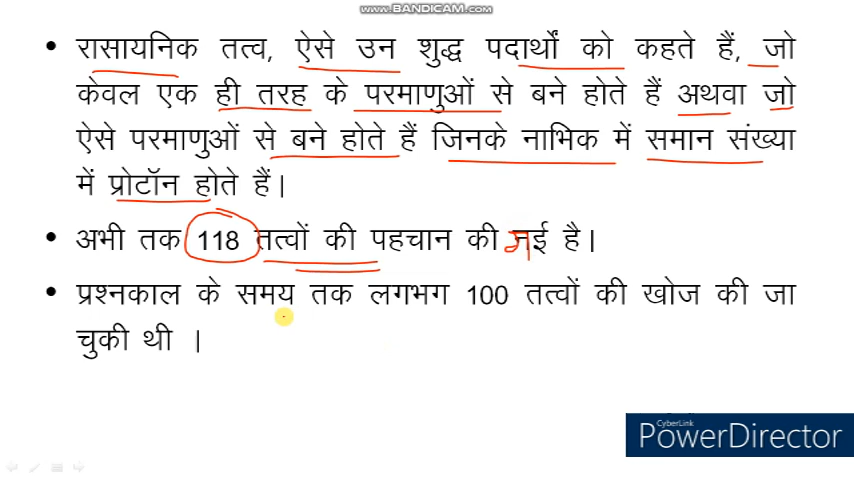 www.BANDICAM.com
• रासायनिक तत्व, ऐसे उन शुद्ध पदार्थों को कहते हैं, जो
केवल एक ही तरह के परमाणुओं से बने होते हैं अथवा जो
ऐसे परमाणुओं से बने होते हैं जिनके नाभिक में समान संख्या
में प्रोटॉन होते हैं।
• अभी तक 118 तत्वों की पहचान की गई है।
• प्रश्नकाल के समय तक लगभग 100 तत्वों की खोज की जा
चुकी थी ।
CyberLink
PowerDirector